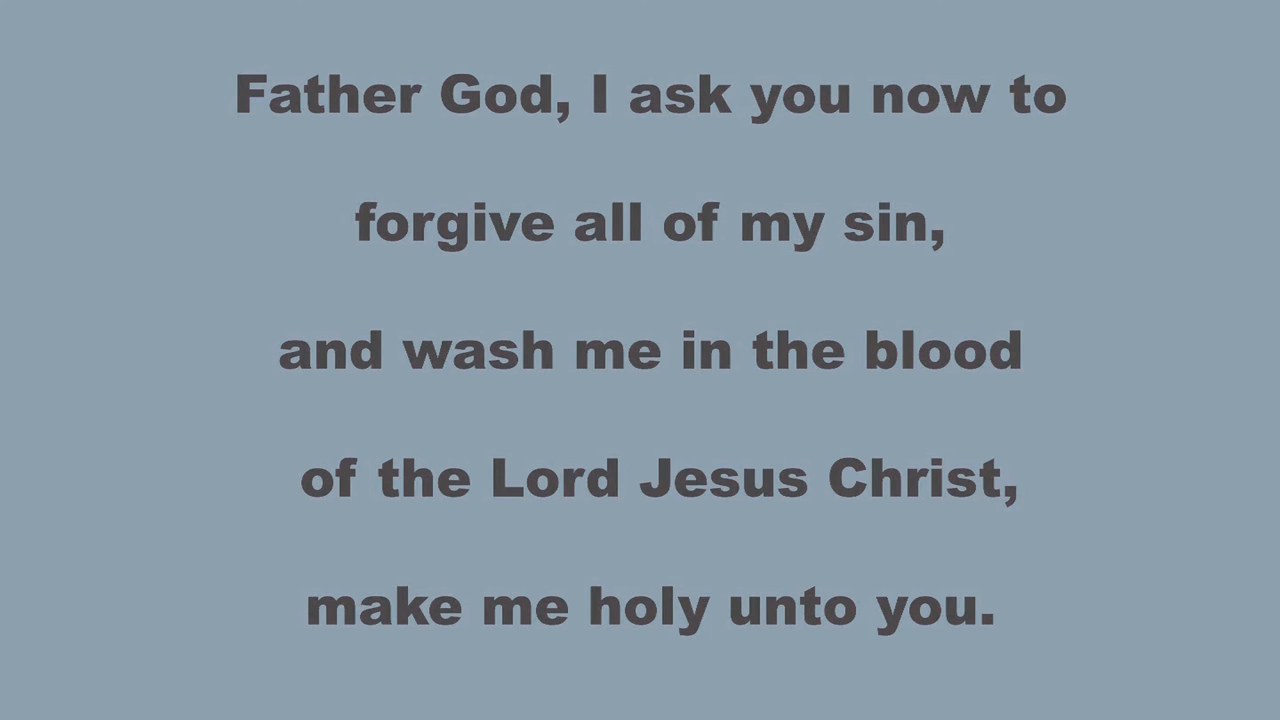 Father God, I ask you now to
forgive all of my sin,
and wash me in the blood
of the Lord Jesus Christ,
make me holy unto you.